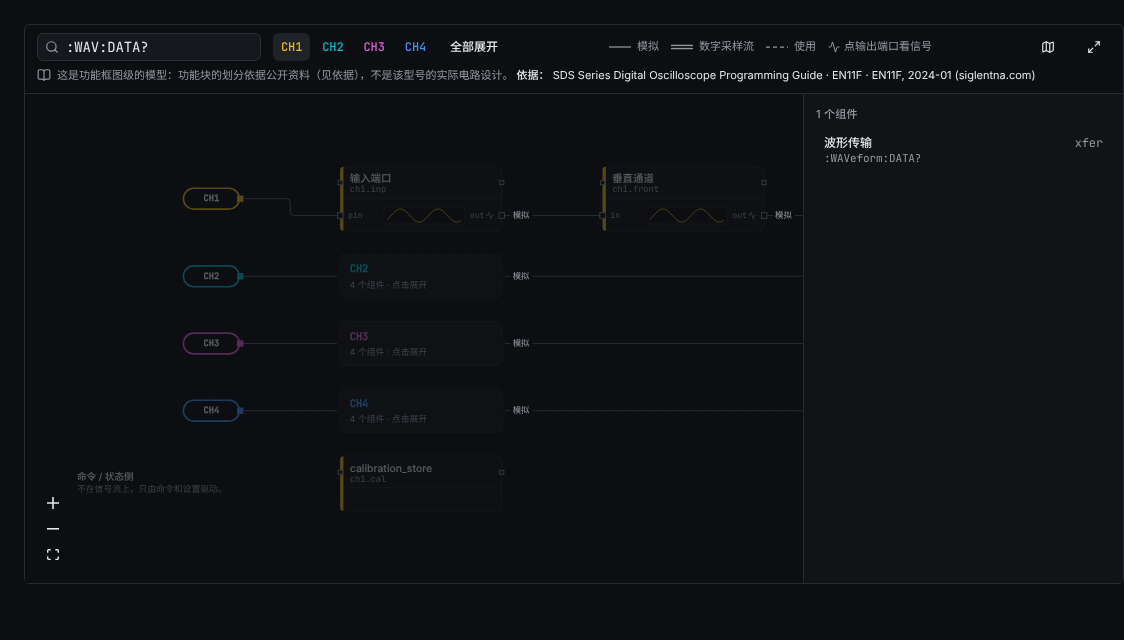 :WAV:DATA?
CH1 CH2 CH3 CH4 全部展开
模拟 数字采样流 使用 点输出端口看信号
这是功能框图级的模型：功能块的划分依据公开资料（见依据），不是该型号的实际电路设计。 依据： SDS Series Digital Oscilloscope Programming Guide · EN11F · EN11F, 2024-01 (siglentna.com)
1 个组件
波形传输 xfer
:WAVeform:DATA?
输入端口
ch1.inp
垂直通道
ch1.front
CH1
pin out 模拟
in out 模拟
CH2
CH2
4 个组件 · 点击展开
模拟
CH3
CH3
4 个组件 · 点击展开
模拟
CH4
CH4
4 个组件 · 点击展开
模拟
calibration_store
ch1.cal
命令 / 状态侧
不在信号流上，只由命令和设置驱动。